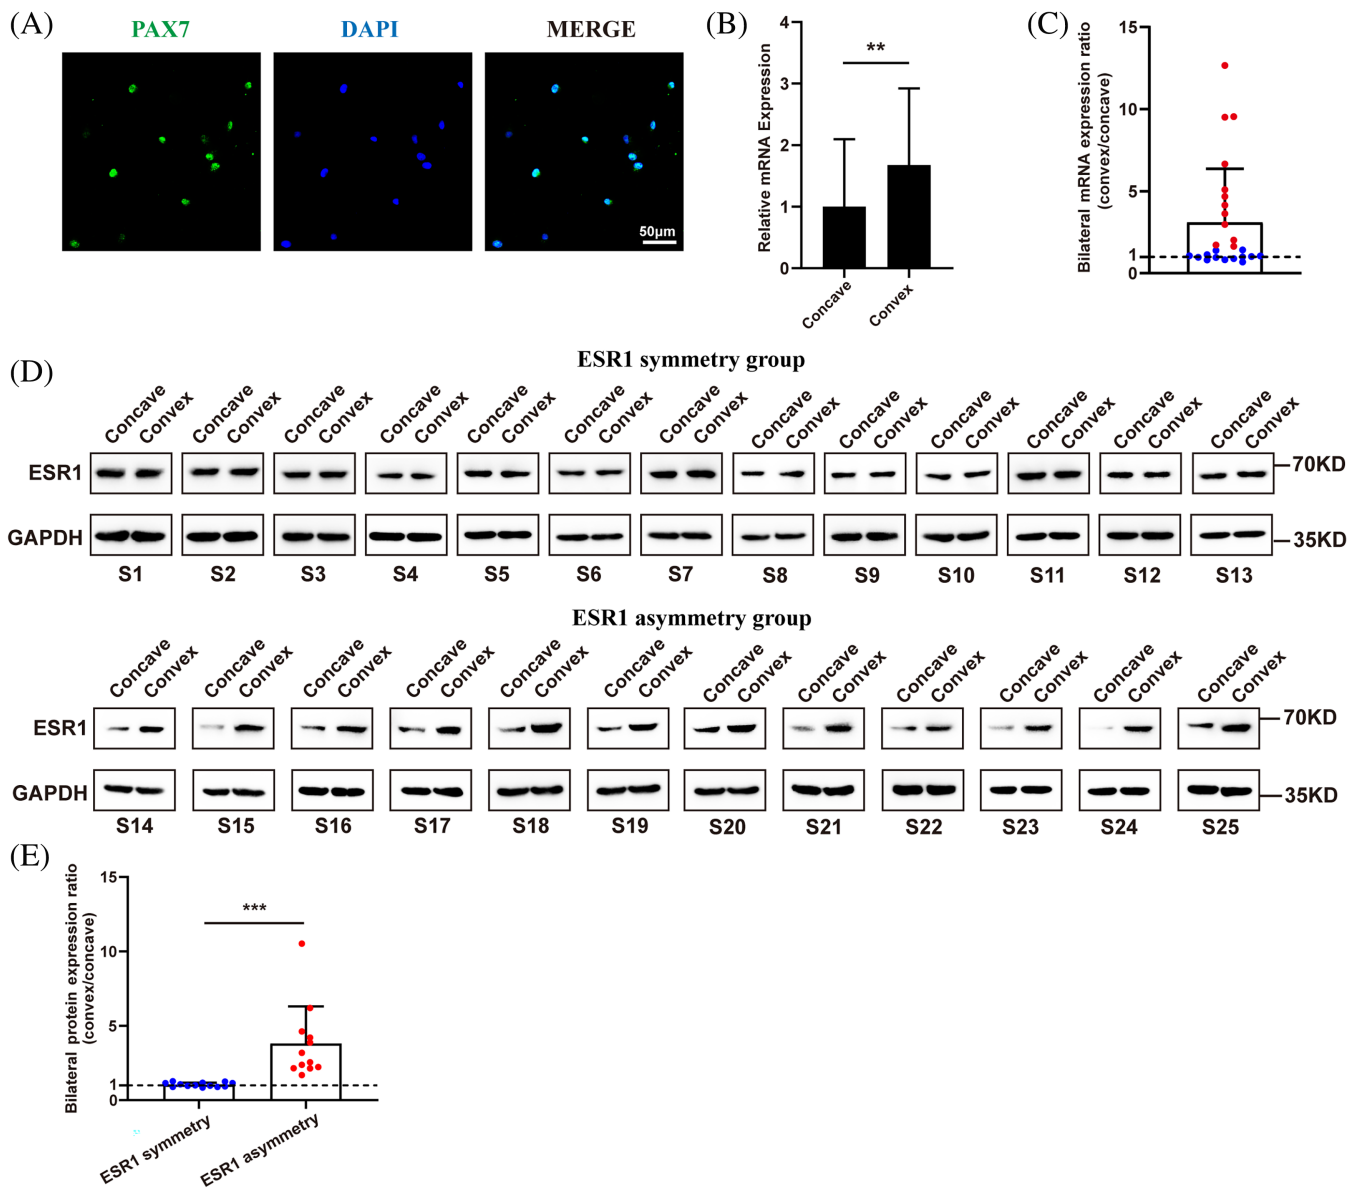 (A)
PAX7 DAPI MERGE
50μm
(B)
Relative mRNA Expression
4
3
2
1
0
**
Concave
Convex
(C)
Bilateral mRNA expression ratio
(convex/concave)
15
10
5
1
0
(D)
ESR1 symmetry group
Concave Convex Concave Convex Concave Convex Concave Convex Concave Convex Concave Convex Concave Convex Concave Convex Concave Convex Concave Convex Concave Convex Concave Convex Concave Convex
ESR1 70KD
GAPDH 35KD
S1 S2 S3 S4 S5 S6 S7 S8 S9 S10 S11 S12 S13
ESR1 asymmetry group
Concave Convex Concave Convex Concave Convex Concave Convex Concave Convex Concave Convex Concave Convex Concave Convex Concave Convex Concave Convex Concave Convex Concave Convex
ESR1 70KD
GAPDH 35KD
S14 S15 S16 S17 S18 S19 S20 S21 S22 S23 S24 S25
(E)
Bilateral protein expression ratio
(convex/concave)
15
10
5
1
0
***
ESR1 symmetry
ESR1 asymmetry